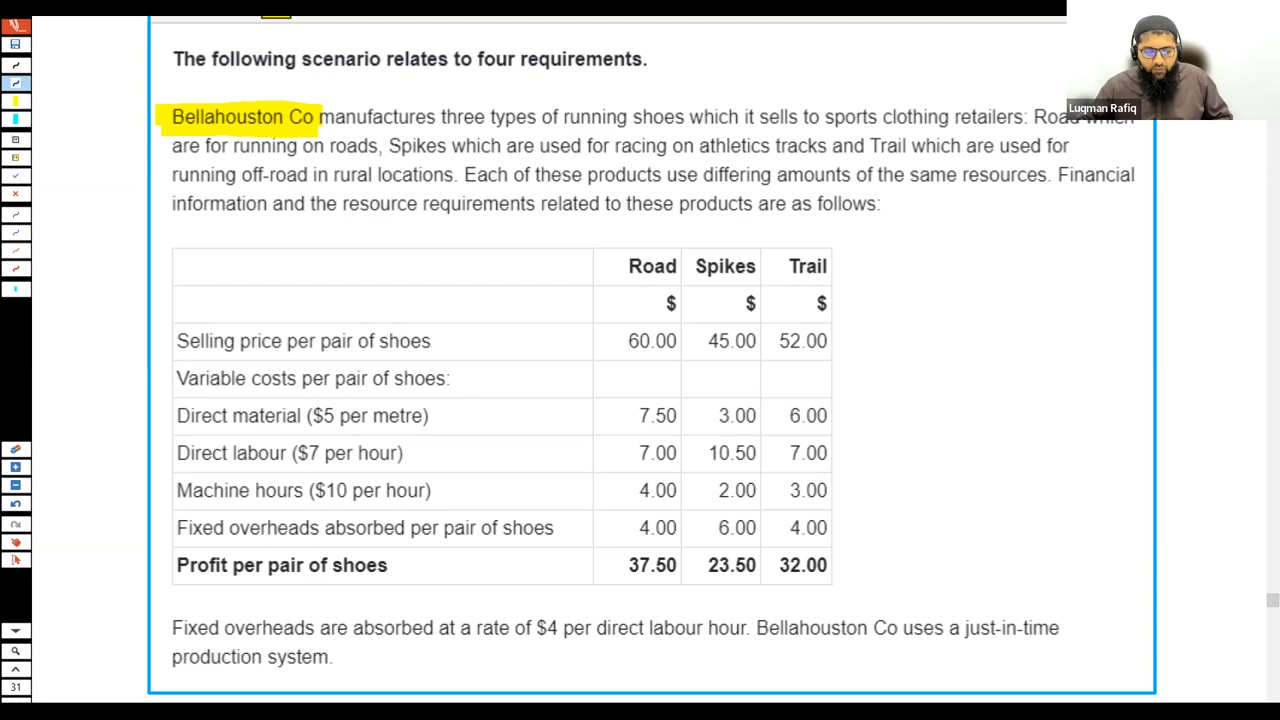 The following scenario relates to four requirements.
Luqman Rafiq
Bellahouston Co manufactures three types of running shoes which it sells to sports clothing retailers: Road which
are for running on roads, Spikes which are used for racing on athletics tracks and Trail which are used for
running off-road in rural locations. Each of these products use differing amounts of the same resources. Financial
information and the resource requirements related to these products are as follows:
Road Spikes Trail
$ $ $
Selling price per pair of shoes 60.00 45.00 52.00
Variable costs per pair of shoes:
Direct material ($5 per metre) 7.50 3.00 6.00
Direct labour ($7 per hour) 7.00 10.50 7.00
Machine hours ($10 per hour) 4.00 2.00 3.00
Fixed overheads absorbed per pair of shoes 4.00 6.00 4.00
Profit per pair of shoes 37.50 23.50 32.00
Fixed overheads are absorbed at a rate of $4 per direct labour hour. Bellahouston Co uses a just-in-time
production system.
31